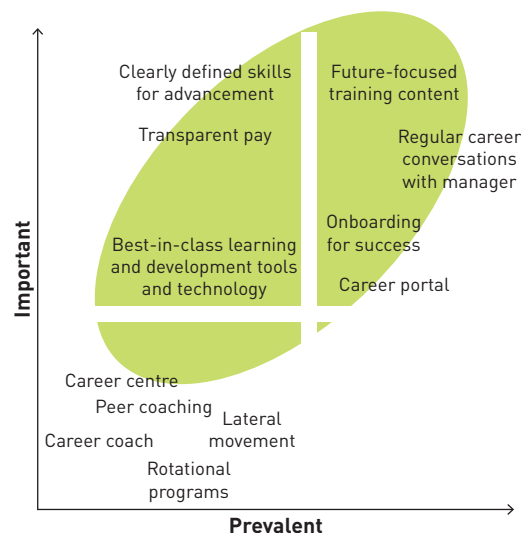 Clearly defined skills
for advancement
Future-focused
training content
Transparent pay
Regular career
conversations
with manager
Onboarding
for success
Best-in-class learning
and development tools
and technology
Career portal
Important
Career centre
Peer coaching
Lateral
movement
Career coach
Rotational
programs
Prevalent